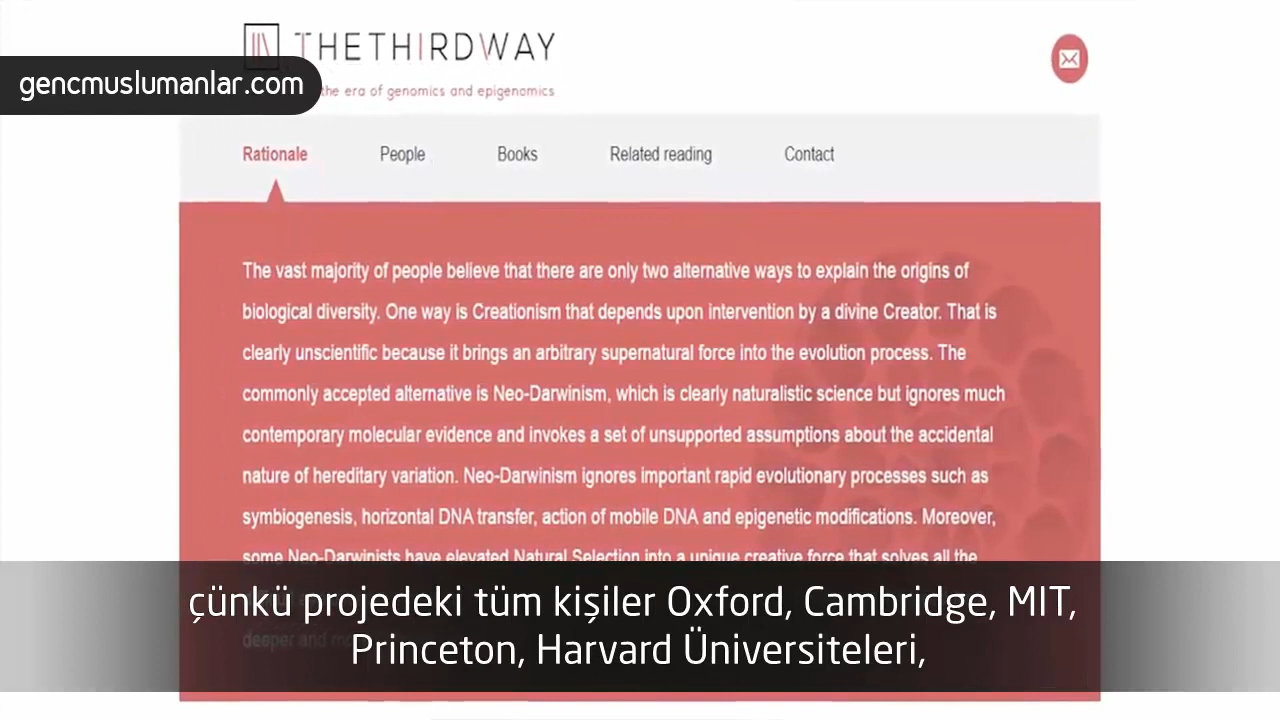 THETHIRDWAY
gencmuslumanlar.com
the era of genomics and epigenomics
Rationale People Books Related reading Contact
The vast majority of people believe that there are only two alternative ways to explain the origins of
biological diversity. One way is Creationism that depends upon intervention by a divine Creator. That is
clearly unscientific because it brings an arbitrary supernatural force into the evolution process. The
commonly accepted alternative is Neo-Darwinism, which is clearly naturalistic science but ignores much
contemporary molecular evidence and invokes a set of unsupported assumptions about the accidental
nature of hereditary variation. Neo-Darwinism ignores important rapid evolutionary processes such as
symbiogenesis, horizontal DNA transfer, action of mobile DNA and epigenetic modifications. Moreover,
some Neo-Darwinists have elevated Natural Selection into a unique creative force that solves all the
çünkü projedeki tüm kişiler Oxford, Cambridge, MIT,
deeper and
Princeton, Harvard Üniversiteleri,